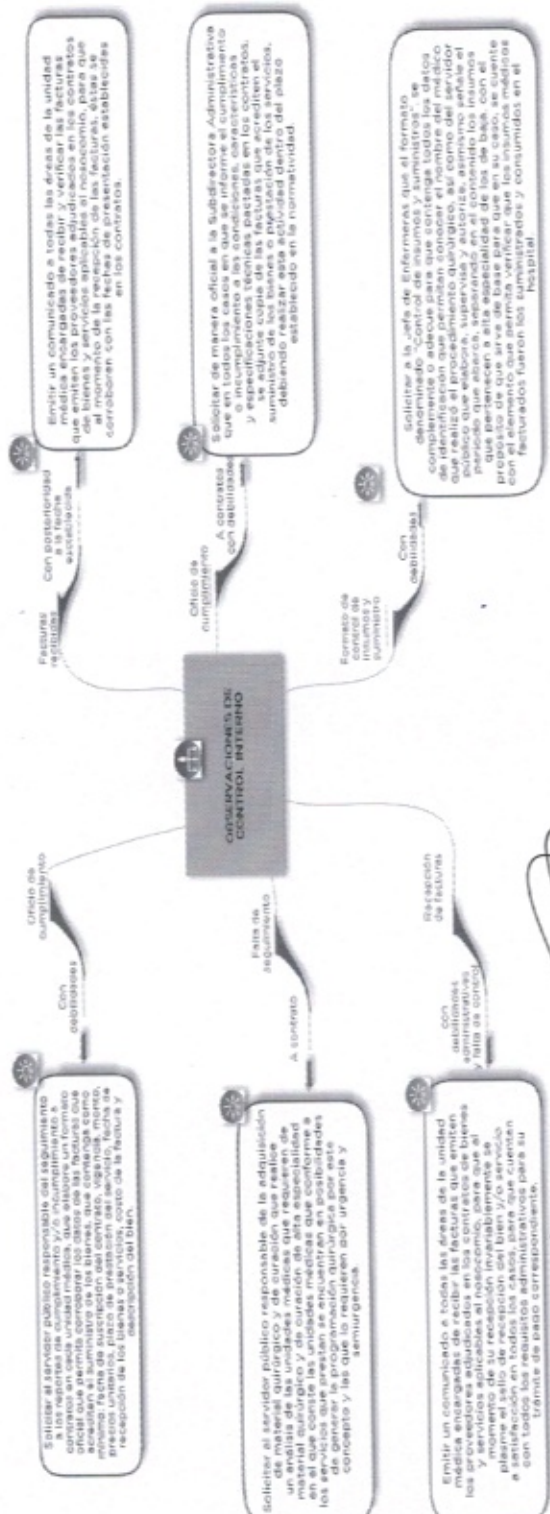 OBSERVACIONES DE
CONTROL INTERNO
Oficio de
cumplimiento
Con
debilidades
Solicitar al servidor público responsable del seguimiento
a los reportes de cumplimiento y/o incumplimiento a
contratos en cada unidad médica, que elabore un formato
oficial que permita corroborar los datos de las facturas que
acrediten el suministro de los bienes, que contenga como
mínimo: fecha de suscripción del contrato, vigencia, monto,
precios unitarios, plazo de prestación del servicio, fecha de
recepción de los bienes o servicios, costo de la factura y
descripción del bien.
Falta de
seguimiento
A contrato
Solicitar al servidor público responsable de la adquisición
de material quirúrgico y de curación que realice
un análisis de las unidades médicas que requieren de
material quirúrgico y de curación de alta especialidad
en el que conste las unidades médicas que conforme a
los servicios que prestan se encuentran en posibilidades
de generar la programación quirúrgica por este
concepto y las que lo requieren por urgencia y
semiurgencia
Recepción
de facturas
con
debilidades
administrativas
y falta de control
Emitir un comunicado a todas las áreas de la unidad
médica encargadas de recibir las facturas que emiten
los proveedores adjudicados en los contratos de bienes
y servicios aplicables al nosocomio, para que al
momento de su recepción invariablemente se
plasme el sello de recepción del bien y/o servicio
a satisfacción en todos los casos, para que cuenten
con todos los requisitos administrativos para su
trámite de pago correspondiente.
Facturas
recibidas
Con posterioridad
a la fecha
establecida
Emitir un comunicado a todas las áreas de la unidad
médica encargadas de recibir y verificar las facturas
que emiten los proveedores adjudicados en los contratos
de bienes y servicios aplicables al nosocomio, para que
al momento de la recepción de las facturas, éstas se
corroboren con las fechas de presentación establecidas
en los contratos.
Oficio de
cumplimiento
A contratos
con debilidades
Solicitar de manera oficial a la Subdirectora Administrativa
que en todos los casos en que se informe el cumplimiento
o incumplimiento a las condiciones, características
y especificaciones técnicas pactadas en los contratos,
se adjunte copia de las facturas que acrediten el
suministro de los bienes o prestación de los servicios,
debiendo realizar esta actividad dentro del plazo
establecido en la normatividad
Formato de
control de
insumos y
suministro
Con
debilidades
Solicitar a la Jefa de Enfermeras que el formato
denominado "Control de insumos y suministros", se
complemente o adecue para que contenga todos los datos
de identificación que permitan conocer el nombre del médico
que realizó el procedimiento quirúrgico, así como del servidor
público que elabora, supervisa y autoriza, asimismo señale el
periodo que abarca, separando en el contenido los insumos
que pertenecen a alta especialidad de los de baja, con el
propósito de que sirva de base para que en su caso, se cuente
con el elemento que permita verificar que los insumos médicos
facturados fueron los suministrados y consumidos en el
hospital